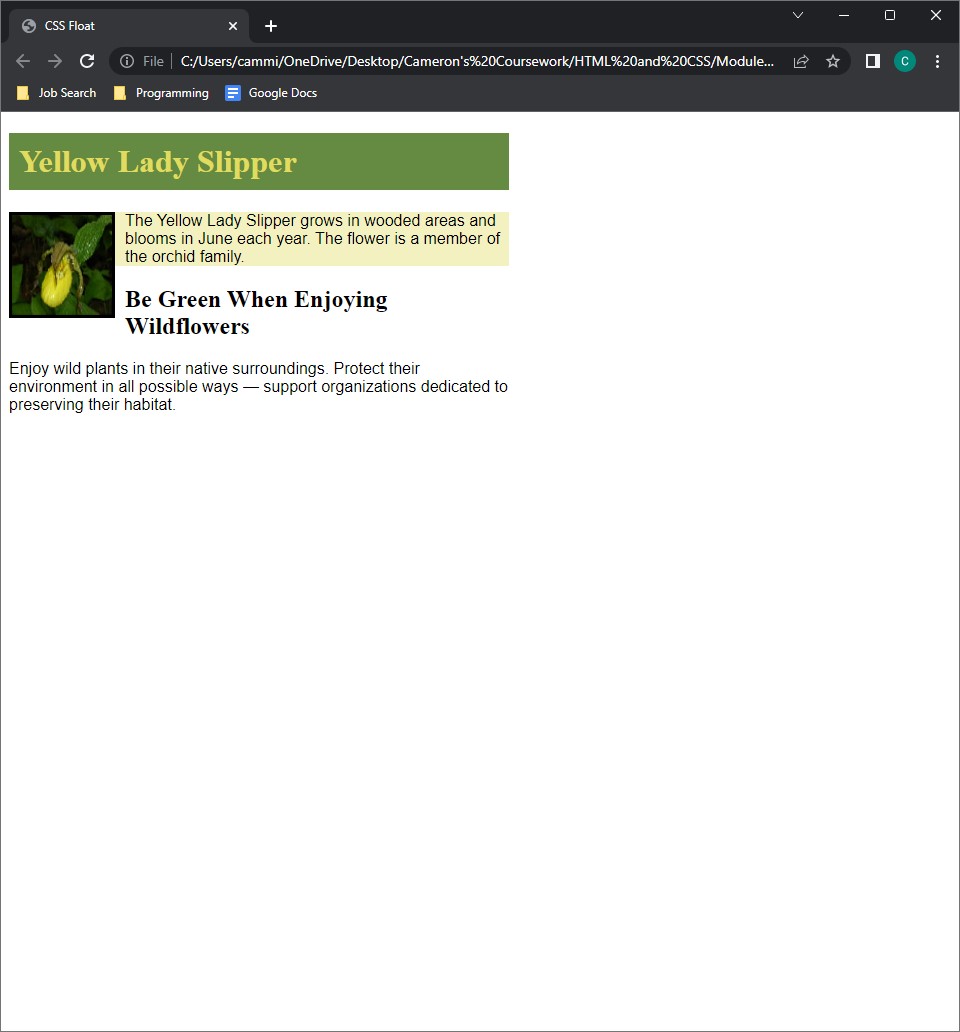 CSS Float
File C:/Users/cammi/OneDrive/Desktop/Cameron's%20Coursework/HTML%20and%20CSS/Module...
C
Job Search Programming Google Docs
Yellow Lady Slipper
The Yellow Lady Slipper grows in wooded areas and
blooms in June each year. The flower is a member of
the orchid family.
Be Green When Enjoying
Wildflowers
Enjoy wild plants in their native surroundings. Protect their
environment in all possible ways — support organizations dedicated to
preserving their habitat.